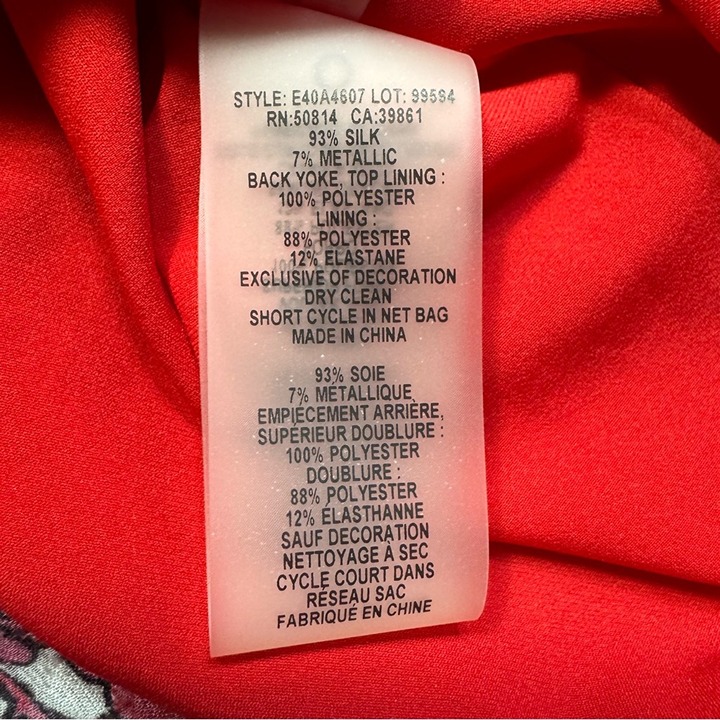 STYLE: E40A4607 LOT: 99594
RN:50814 CA:39861
93% SILK
7% METALLIC
BACK YOKE, TOP LINING :
100% POLYESTER
LINING :
88% POLYESTER
12% ELASTANE
EXCLUSIVE OF DECORATION
DRY CLEAN
SHORT CYCLE IN NET BAG
MADE IN CHINA
93% SOIE
7% MÉTALLIQUE
EMPIÈCEMENT ARRIÈRE,
SUPÉRIEUR DOUBLURE :
100% POLYESTER
DOUBLURE :
88% POLYESTER
12% ÉLASTHANNE
SAUF DECORATION
NETTOYAGE À SEC
CYCLE COURT DANS
RÉSEAU SAC
FABRIQUÉ EN CHINE